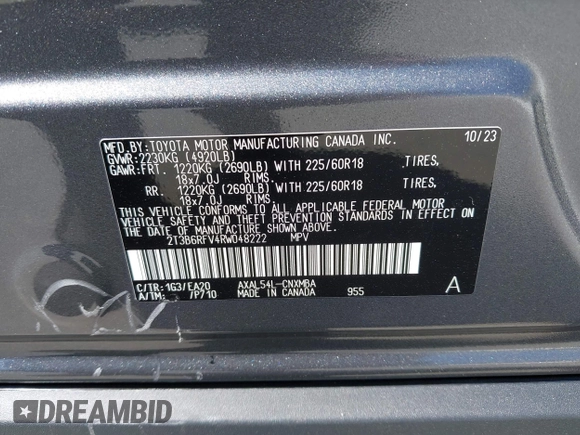 MFD.BY:TOYOTA MOTOR MANUFACTURING CANADA INC. 10/23
GVWR:2230KG (4920LB)
GAWR:FRT. 1220KG (2690LB) WITH 225/60R18 TIRES,
18x7.0J RIMS.
RR. 1220KG (2690LB) WITH 225/60R18 TIRES,
18x7.0J RIMS.
THIS VEHICLE CONFORMS TO ALL APPLICABLE FEDERAL MOTOR
VEHICLE SAFETY AND THEFT PREVENTION STANDARDS IN EFFECT ON
THE DATE OF MANUFACTURE SHOWN ABOVE.
2T3B6RFV4RW048222 MPV
C/TR:1G3/EA20 AXAL54L-CNXMBA
A/TM: /P710 MADE IN CANADA 955 A
DREAMBID